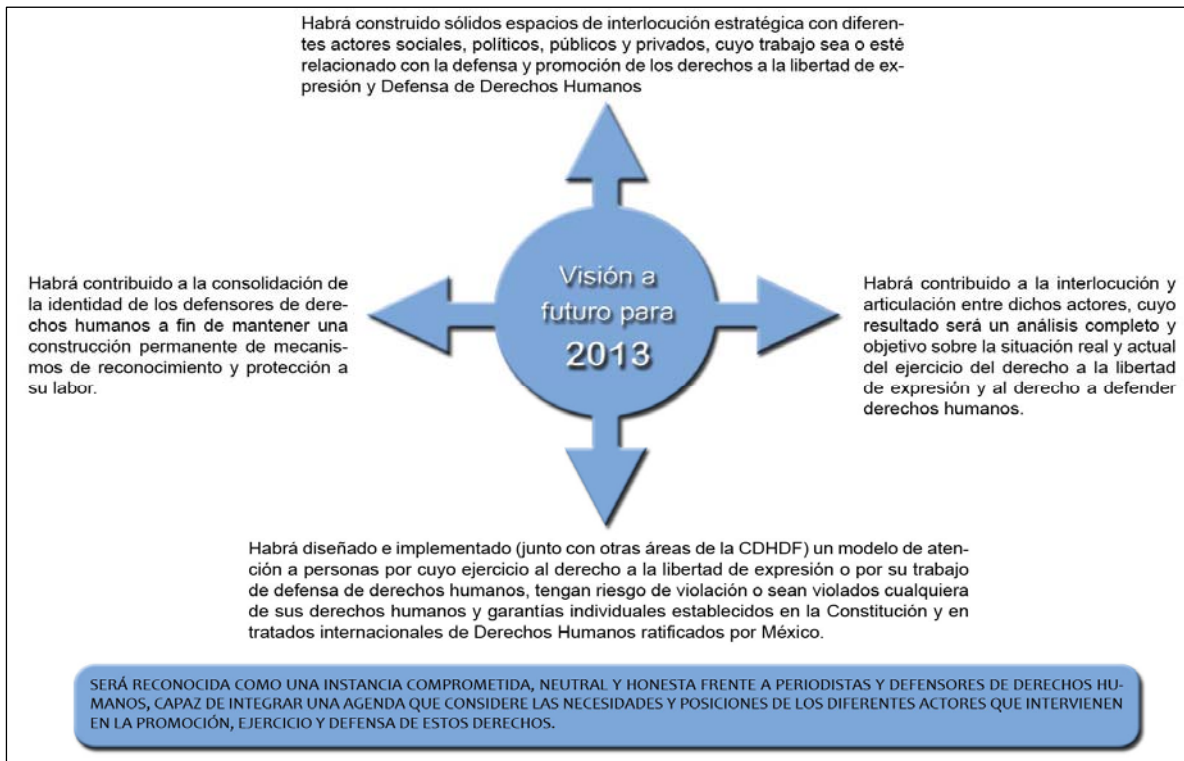 Habrá construido sólidos espacios de interlocución estratégica con diferen-
tes actores sociales, políticos, públicos y privados, cuyo trabajo sea o esté
relacionado con la defensa y promoción de los derechos a la libertad de ex-
presión y Defensa de Derechos Humanos
Habrá contribuido a la consolidación de
la identidad de los defensores de dere-
chos humanos a fin de mantener una
construcción permanente de mecanis-
mos de reconocimiento y protección a
su labor.
Visión a
futuro para
2013
Habrá contribuido a la interlocución y
articulación entre dichos actores, cuyo
resultado será un análisis completo y
objetivo sobre la situación real y actual
del ejercicio del derecho a la libertad
de expresión y al derecho a defender
derechos humanos.
Habrá diseñado e implementado (junto con otras áreas de la CDHDF) un modelo de aten-
ción a personas por cuyo ejercicio al derecho a la libertad de expresión o por su trabajo
de defensa de derechos humanos, tengan riesgo de violación o sean violados cualquiera
de sus derechos humanos y garantías individuales establecidos en la Constitución y en
tratados internacionales de Derechos Humanos ratificados por México.
SERÁ RECONOCIDA COMO UNA INSTANCIA COMPROMETIDA, NEUTRAL Y HONESTA FRENTE A PERIODISTAS Y DEFENSORES DE DERECHOS HU-
MANOS, CAPAZ DE INTEGRAR UNA AGENDA QUE CONSIDERE LAS NECESIDADES Y POSICIONES DE LOS DIFERENTES ACTORES QUE INTERVIENEN
EN LA PROMOCIÓN, EJERCICIO Y DEFENSA DE ESTOS DERECHOS.